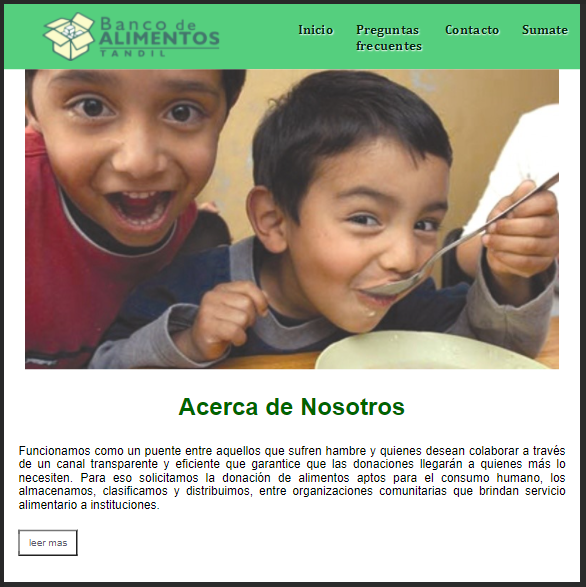 Banco de
ALIMENTOS
TANDIL
Inicio
Preguntas
frecuentes
Contacto
Sumate
Acerca de Nosotros
Funcionamos como un puente entre aquellos que sufren hambre y quienes desean colaborar a través
de un canal transparente y eficiente que garantice que las donaciones llegarán a quienes más lo
necesiten. Para eso solicitamos la donación de alimentos aptos para el consumo humano, los
almacenamos, clasificamos y distribuimos, entre organizaciones comunitarias que brindan servicio
alimentario a instituciones.
leer mas